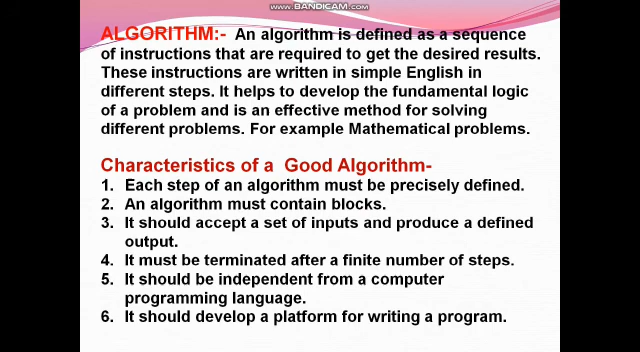 www.BANDICAM.com
ALGORITHM:- An algorithm is defined as a sequence
of instructions that are required to get the desired results.
These instructions are written in simple English in
different steps. It helps to develop the fundamental logic
of a problem and is an effective method for solving
different problems. For example Mathematical problems.
Characteristics of a Good Algorithm-
1. Each step of an algorithm must be precisely defined.
2. An algorithm must contain blocks.
3. It should accept a set of inputs and produce a defined
output.
4. It must be terminated after a finite number of steps.
5. It should be independent from a computer
programming language.
6. It should develop a platform for writing a program.